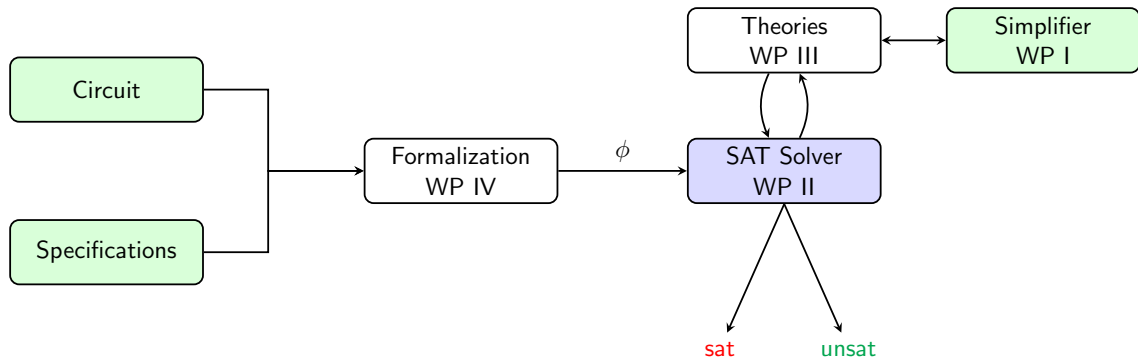 Theories
WP III
Simplifier
WP I
Circuit
Formalization
WP IV
ϕ
SAT Solver
WP II
Specifications
sat
unsat